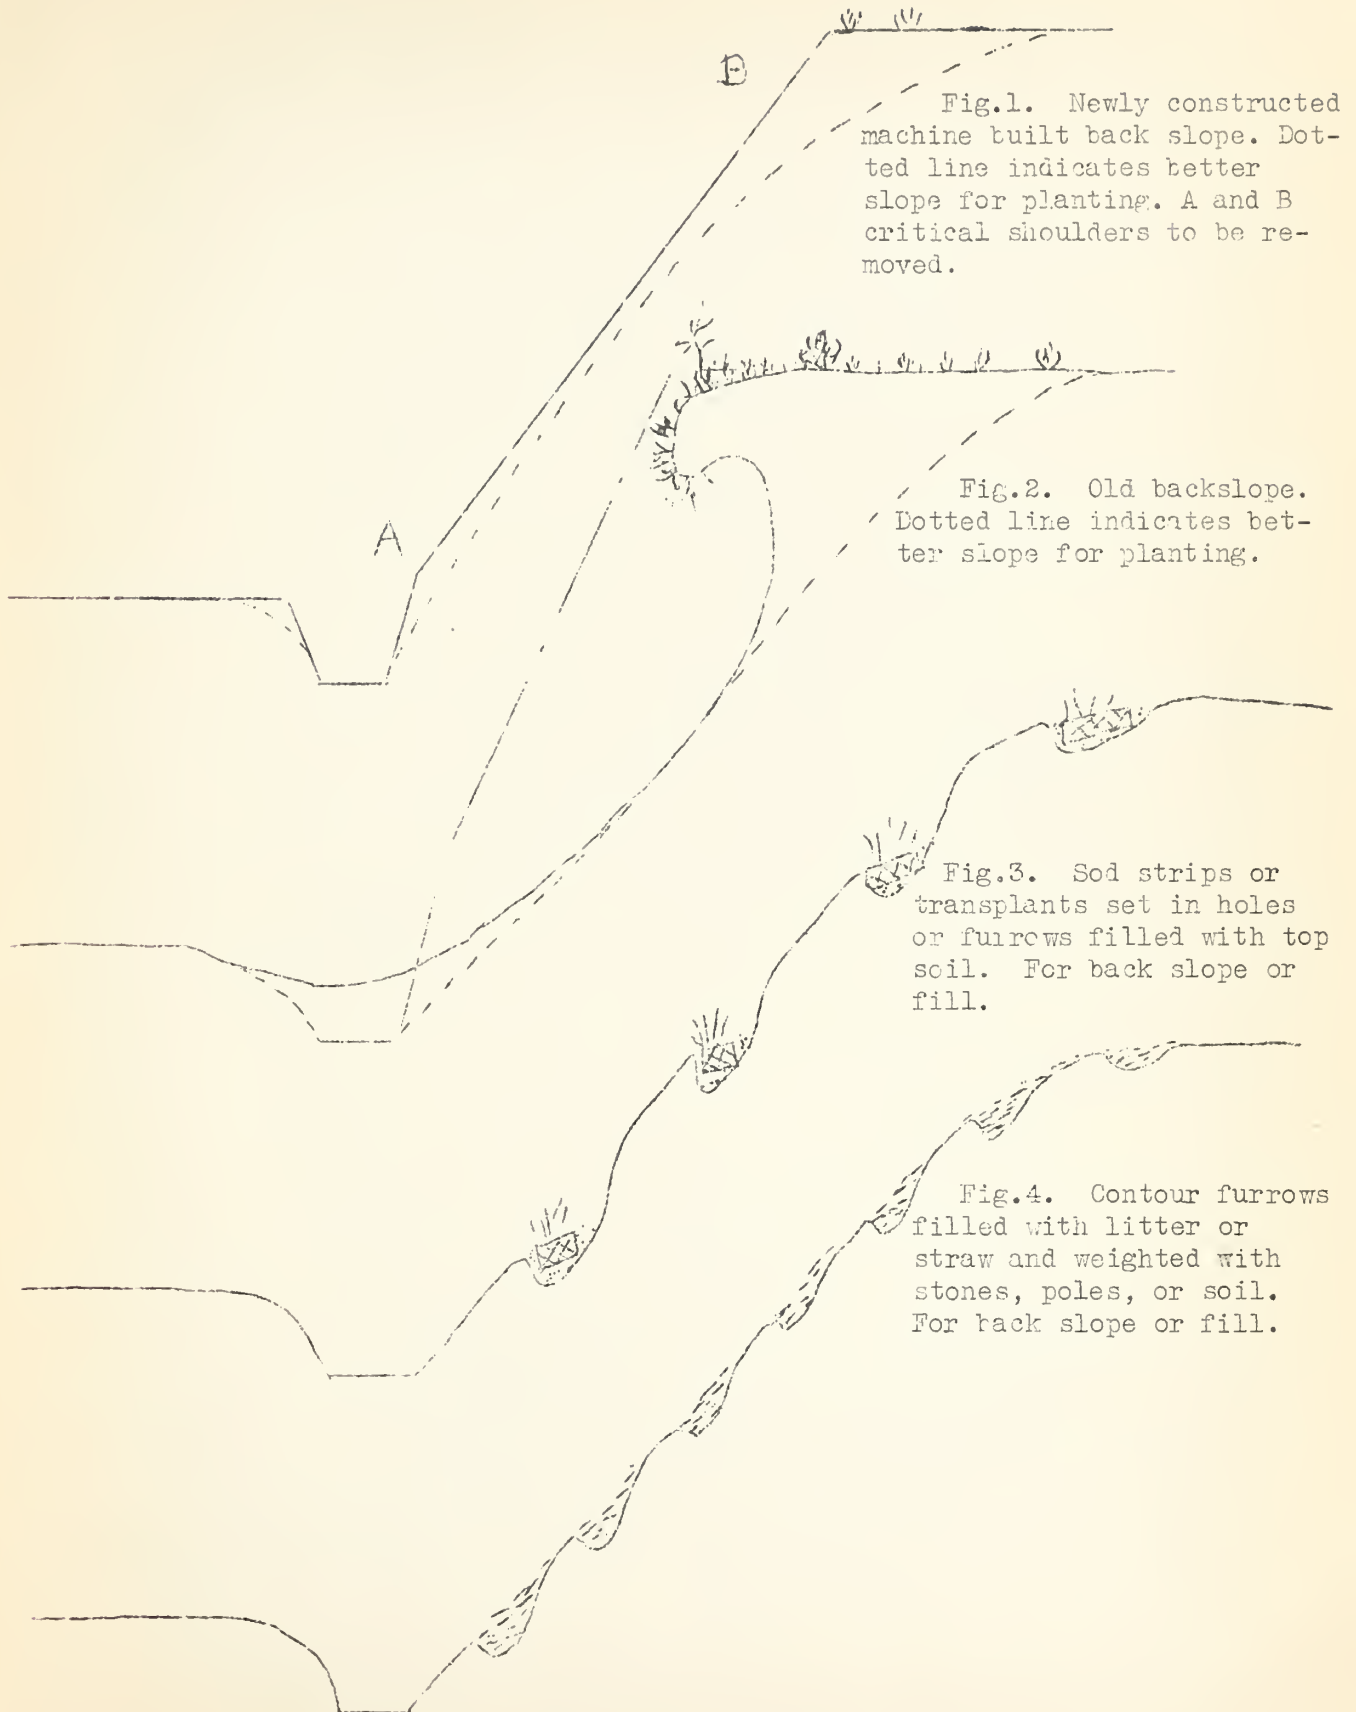 B
Fig.1. Newly constructed
machine built back slope. Dot-
ted line indicates better
slope for planting. A and B
critical shoulders to be re-
moved.
A
Fig.2. Old backslope.
Dotted line indicates bet-
ter slope for planting.
Fig.3. Sod strips or
transplants set in holes
or furrows filled with top
soil. For back slope or
fill.
Fig.4. Contour furrows
filled with litter or
straw and weighted with
stones, poles, or soil.
For back slope or fill.